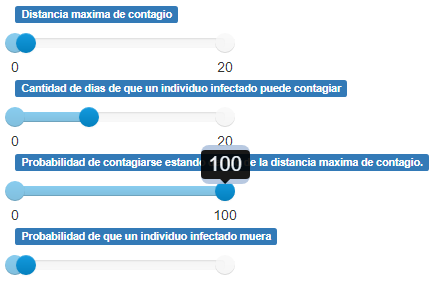 Distancia maxima de contagio
0 20
Cantidad de dias de que un individuo infectado puede contagiar
0 20
Probabilidad de contagiarse estando e la distancia maxima de contagio.
100
0 100
Probabilidad de que un individuo infectado muera